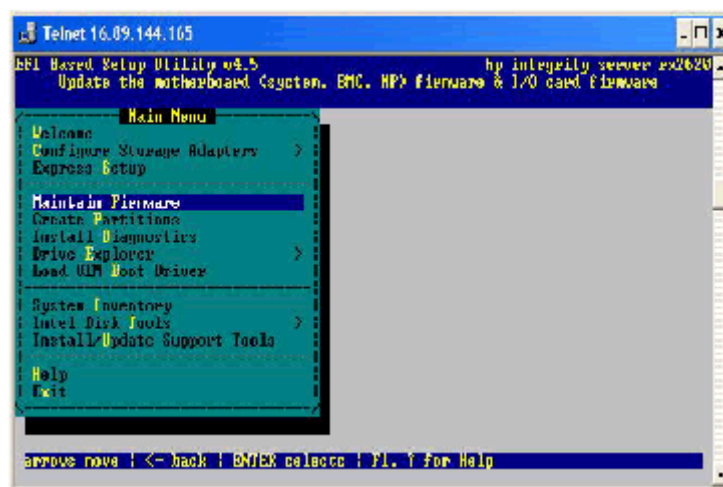 Telnet 16.89.144.165
EFI Based Setup Utility v4.5 hp integrity server rx2620
Update the motherboard (system, BMC, MP) firmware & I/O card firmware
Main Menu
Welcome
Configure Storage Adapters >
Express Setup
Maintain Firmware
Create Partitions
Install Diagnostics
Drive Explorer >
Load Boot Driver
System Inventory
Intel Disk Tools >
Install/Update Support Tools
Help
Exit
arrows move | <- back | ENTER selects | F1, ? for Help